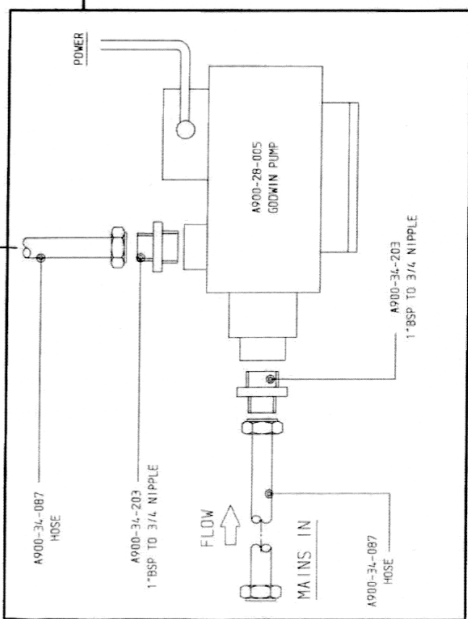 POWER
A900-34-087
HOSE
A900-34-203
1"BSP TO 3/4 NIPPLE
A900-28-005
GODWIN PUMP
FLOW
MAINS IN
A900-34-203
1"BSP TO 3/4 NIPPLE
A900-34-087
HOSE